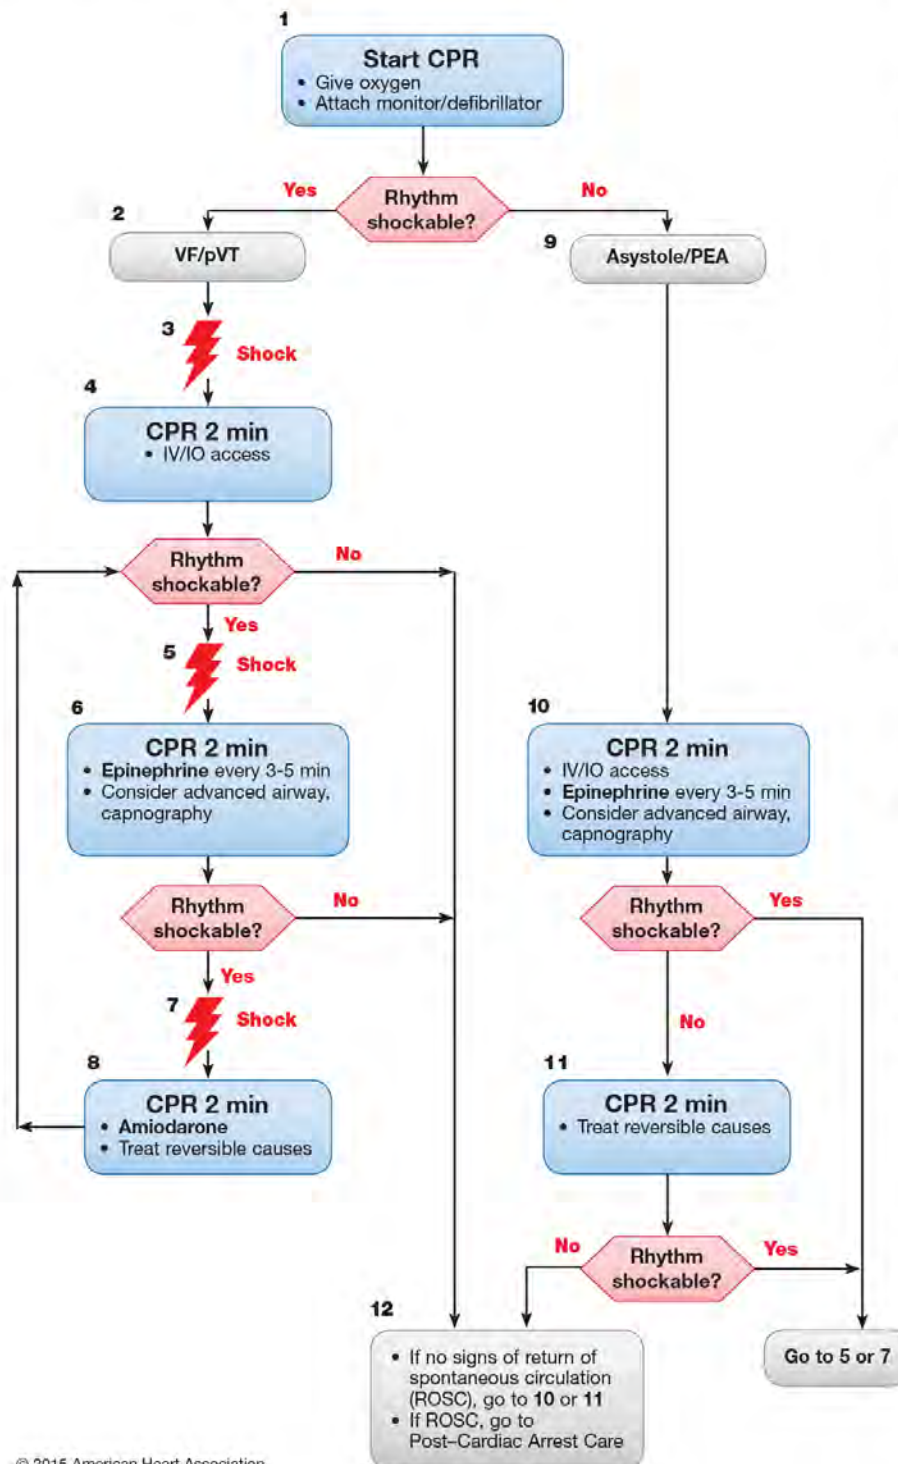 1
Start CPR
• Give oxygen
• Attach monitor/defibrillator
Rhythm
shockable?
Yes
No
2
VF/pVT
9
Asystole/PEA
3
Shock
4
CPR 2 min
• IV/IO access
Rhythm
shockable?
No
Yes
5
Shock
6
CPR 2 min
• Epinephrine every 3-5 min
• Consider advanced airway,
capnography
10
CPR 2 min
• IV/IO access
• Epinephrine every 3-5 min
• Consider advanced airway,
capnography
Rhythm
shockable?
No
Yes
7
Shock
8
CPR 2 min
• Amiodarone
• Treat reversible causes
Rhythm
shockable?
Yes
No
11
CPR 2 min
• Treat reversible causes
Rhythm
shockable?
No
Yes
12
• If no signs of return of
spontaneous circulation
(ROSC), go to 10 or 11
• If ROSC, go to
Post–Cardiac Arrest Care
Go to 5 or 7
© 2015 American Heart Association